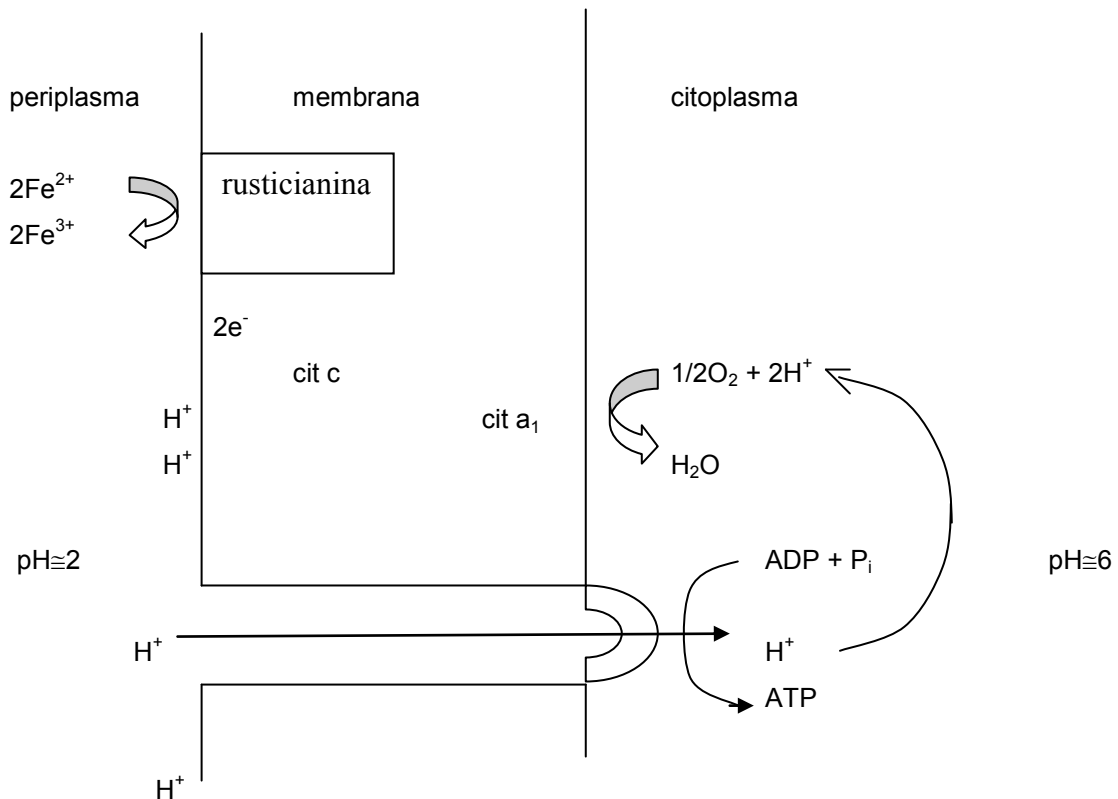 periplasma membrana citoplasma
2Fe²⁺
rusticianina
2Fe³⁺
2e⁻
cit c
1/2O₂ + 2H⁺
H⁺
cit a₁
H⁺
H₂O
pH≅2
ADP + Pᵢ
pH≅6
H⁺
H⁺
ATP
H⁺